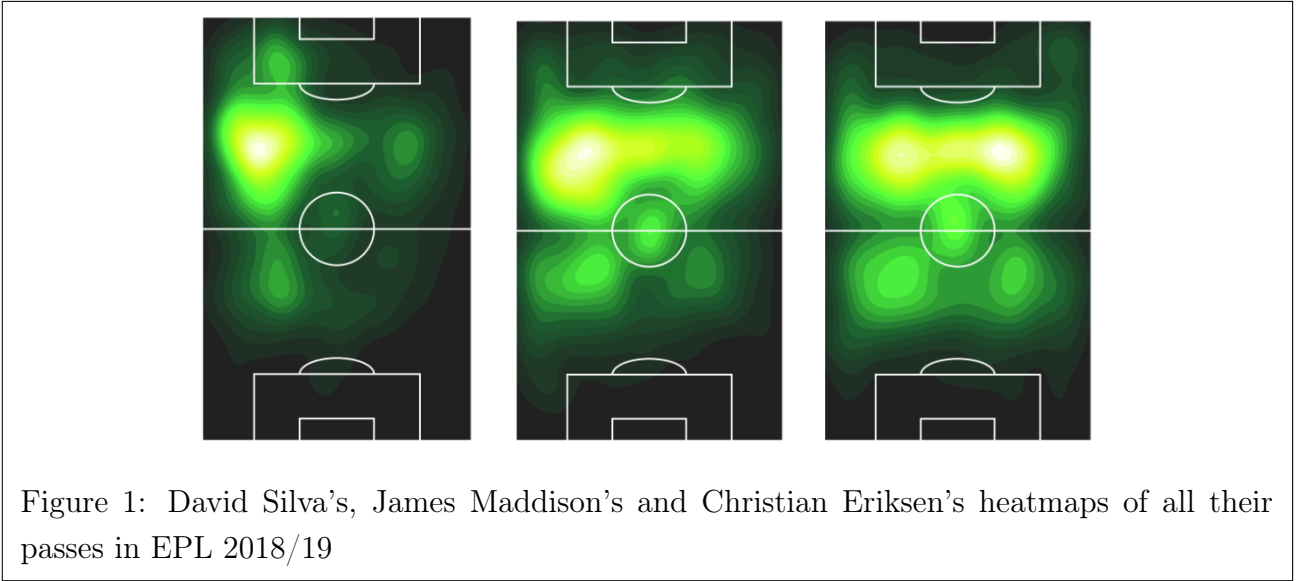 Figure 1: David Silva's, James Maddison's and Christian Eriksen's heatmaps of all their
passes in EPL 2018/19